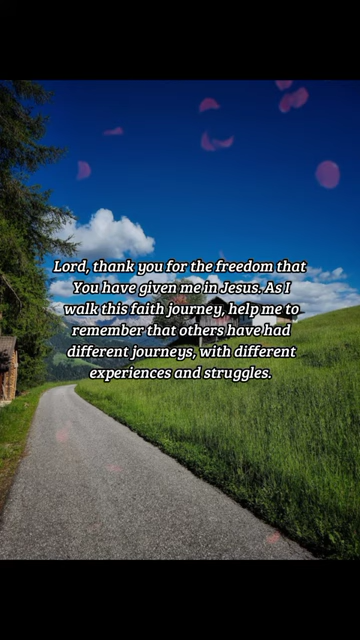 Lord, thank you for the freedom that
You have given me in Jesus. As I
walk this faith journey, help me to
remember that others have had
different journeys, with different
experiences and struggles.